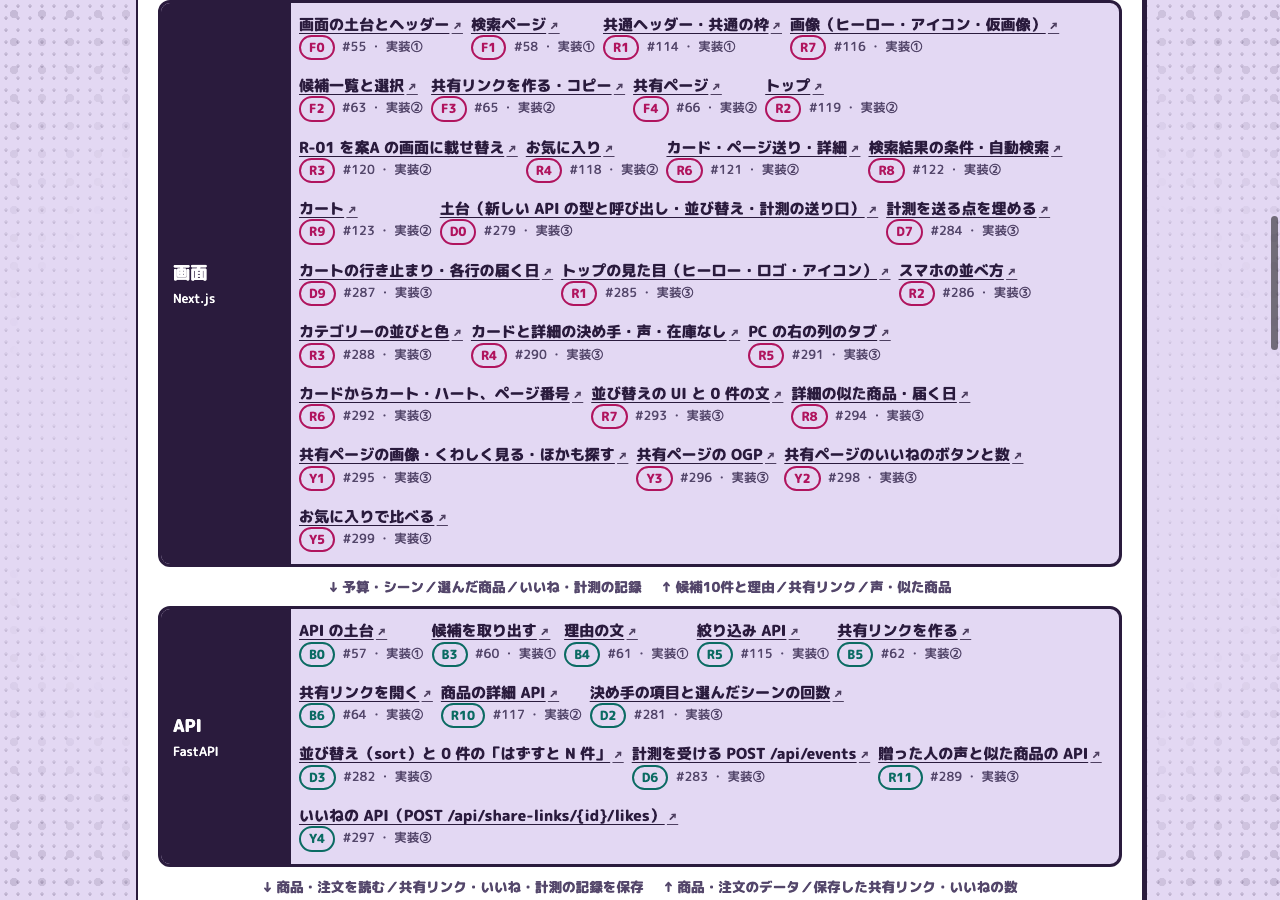 画面の土台とヘッダー↗ 検索ページ↗ 共通ヘッダー・共通の枠↗ 画像（ヒーロー・アイコン・仮画像）↗
F0 #55 · 実装① F1 #58 · 実装① R1 #114 · 実装① R7 #116 · 実装①
候補一覧と選択↗ 共有リンクを作る・コピー↗ 共有ページ↗ トップ↗
F2 #63 · 実装② F3 #65 · 実装② F4 #66 · 実装② R2 #119 · 実装②
R-01 を案A の画面に載せ替え↗ お気に入り↗ カード・ページ送り・詳細↗ 検索結果の条件・自動検索↗
R3 #120 · 実装② R4 #118 · 実装② R6 #121 · 実装② R8 #122 · 実装②
カート↗ 土台（新しい API の型と呼び出し・並び替え・計測の送り口）↗ 計測を送る点を埋める↗
R9 #123 · 実装② D0 #279 · 実装③ D7 #284 · 実装③
画面
Next.js
カートの行き止まり・各行の届く日↗ トップの見た目（ヒーロー・ロゴ・アイコン）↗ スマホの並べ方↗
D9 #287 · 実装③ R1 #285 · 実装③ R2 #286 · 実装③
カテゴリーの並びと色↗ カードと詳細の決め手・声・在庫なし↗ PC の右の列のタブ↗
R3 #288 · 実装③ R4 #290 · 実装③ R5 #291 · 実装③
カードからカート・ハート、ページ番号↗ 並び替えの UI と 0 件の文↗ 詳細の似た商品・届く日↗
R6 #292 · 実装③ R7 #293 · 実装③ R8 #294 · 実装③
共有ページの画像・くわしく見る・ほかも探す↗ 共有ページの OGP↗ 共有ページのいいねのボタンと数↗
Y1 #295 · 実装③ Y3 #296 · 実装③ Y2 #298 · 実装③
お気に入りで比べる↗
Y5 #299 · 実装③
↓ 予算・シーン／選んだ商品／いいね・計測の記録 ↑ 候補10件と理由／共有リンク／声・似た商品
API の土台↗ 候補を取り出す↗ 理由の文↗ 絞り込み API↗ 共有リンクを作る↗
B0 #57 · 実装① B3 #60 · 実装① B4 #61 · 実装① R5 #115 · 実装① B5 #62 · 実装②
共有リンクを開く↗ 商品の詳細 API↗ 決め手の項目と選んだシーンの回数↗
B6 #64 · 実装② R10 #117 · 実装② D2 #281 · 実装③
API
FastAPI
並び替え（sort）と 0 件の「はずすと N 件」↗ 計測を受ける POST /api/events↗ 贈った人の声と似た商品の API↗
D3 #282 · 実装③ D6 #283 · 実装③ R11 #289 · 実装③
いいねの API（POST /api/share-links/{id}/likes）↗
Y4 #297 · 実装③
↓ 商品・注文を読む／共有リンク・いいね・計測の記録を保存 ↑ 商品・注文のデータ／保存した共有リンク・いいねの数